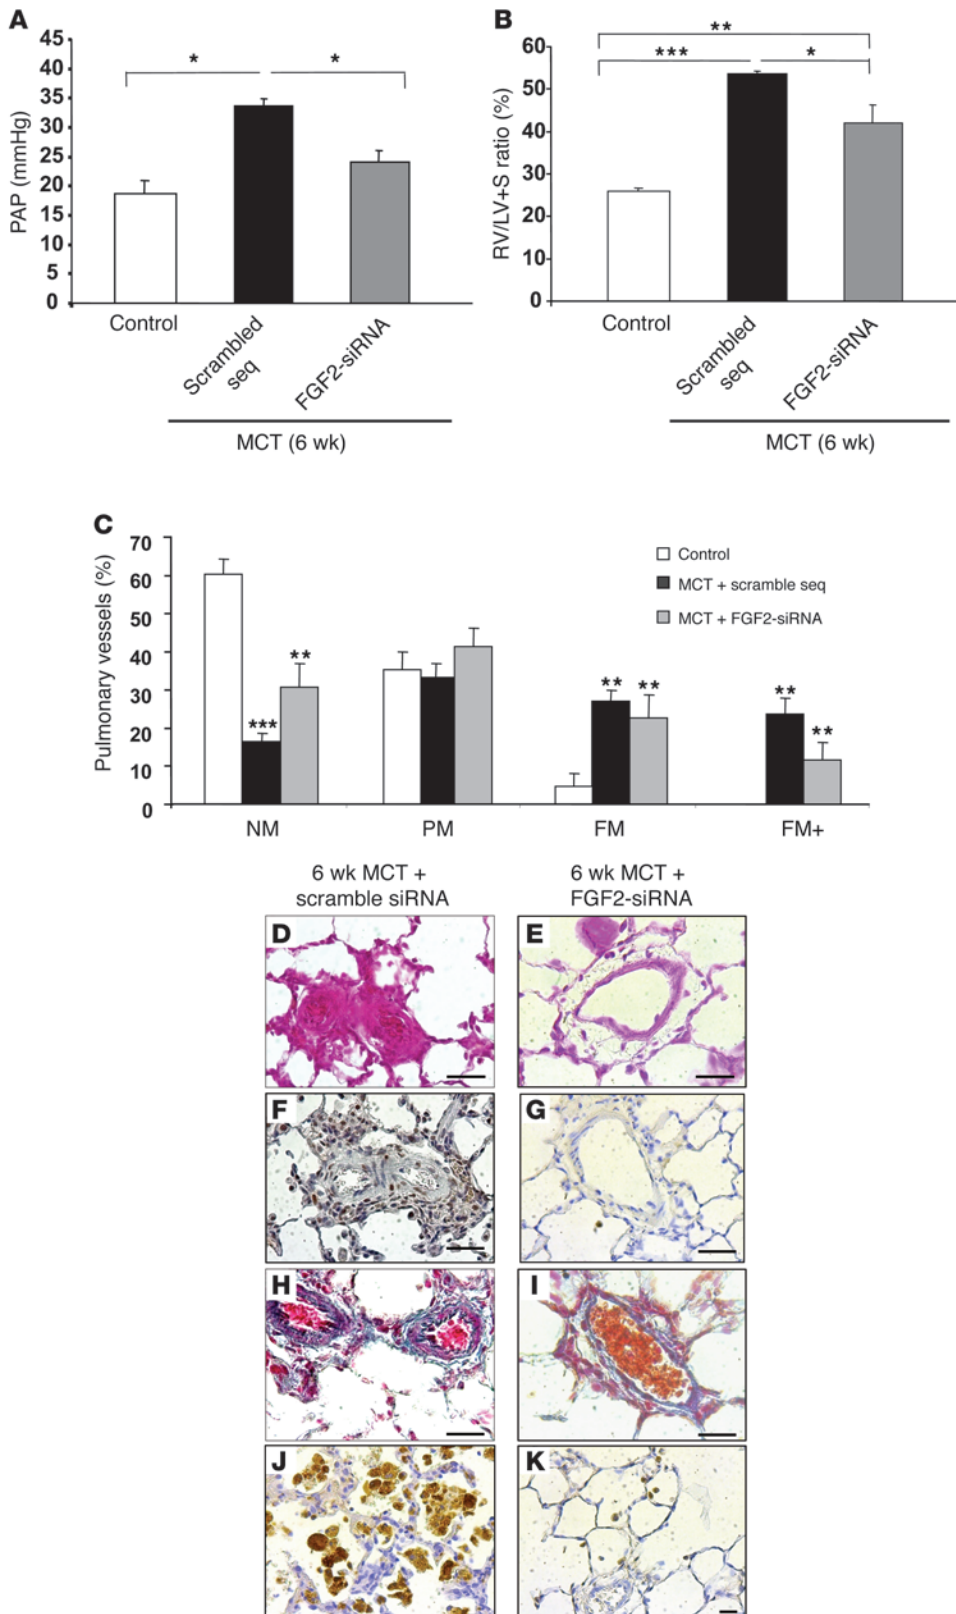 A
PAP (mmHg)
45
40
35
30
25
20
15
10
5
0
*
*
Control
Scrambled
seq
FGF2-siRNA
MCT (6 wk)
B
RV/LV+S ratio (%)
60
50
40
30
20
10
0
**
***
*
Control
Scrambled
seq
FGF2-siRNA
MCT (6 wk)
C
Pulmonary vessels (%)
70
60
50
40
30
20
10
0
Control
MCT + scramble seq
MCT + FGF2-siRNA
***
**
**
**
**
**
NM
PM
FM
FM+
6 wk MCT +
scramble siRNA
6 wk MCT +
FGF2-siRNA
D
E
F
G
H
I
J
K